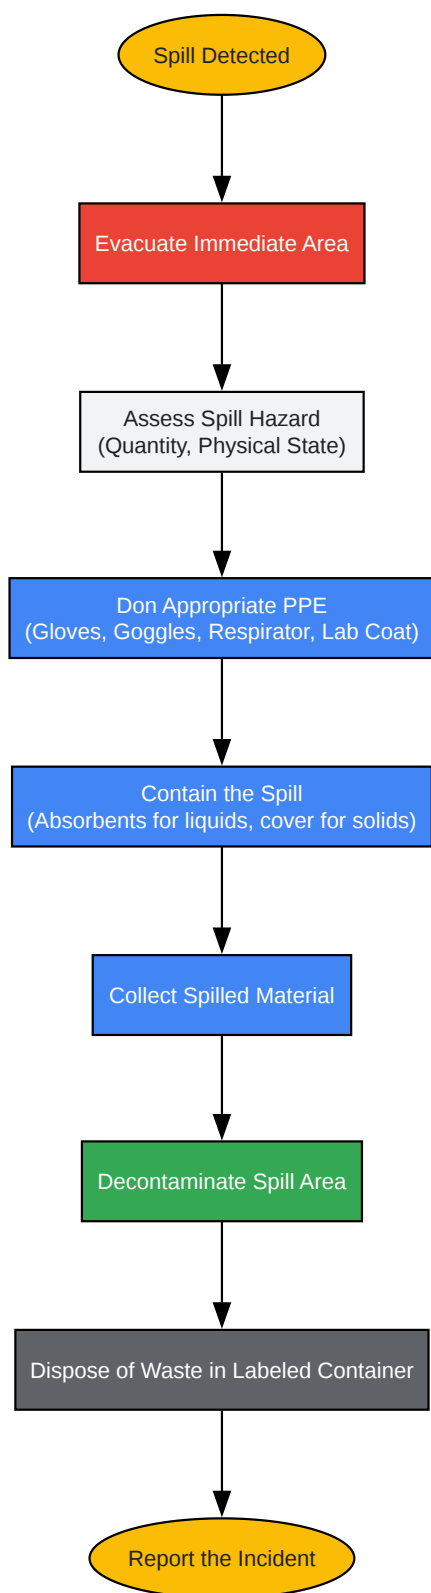 Spill Detected
Evacuate Immediate Area
Assess Spill Hazard
(Quantity, Physical State)
Don Appropriate PPE
(Gloves, Goggles, Respirator, Lab Coat)
Contain the Spill
(Absorbents for liquids, cover for solids)
Collect Spilled Material
Decontaminate Spill Area
Dispose of Waste in Labeled Container
Report the Incident